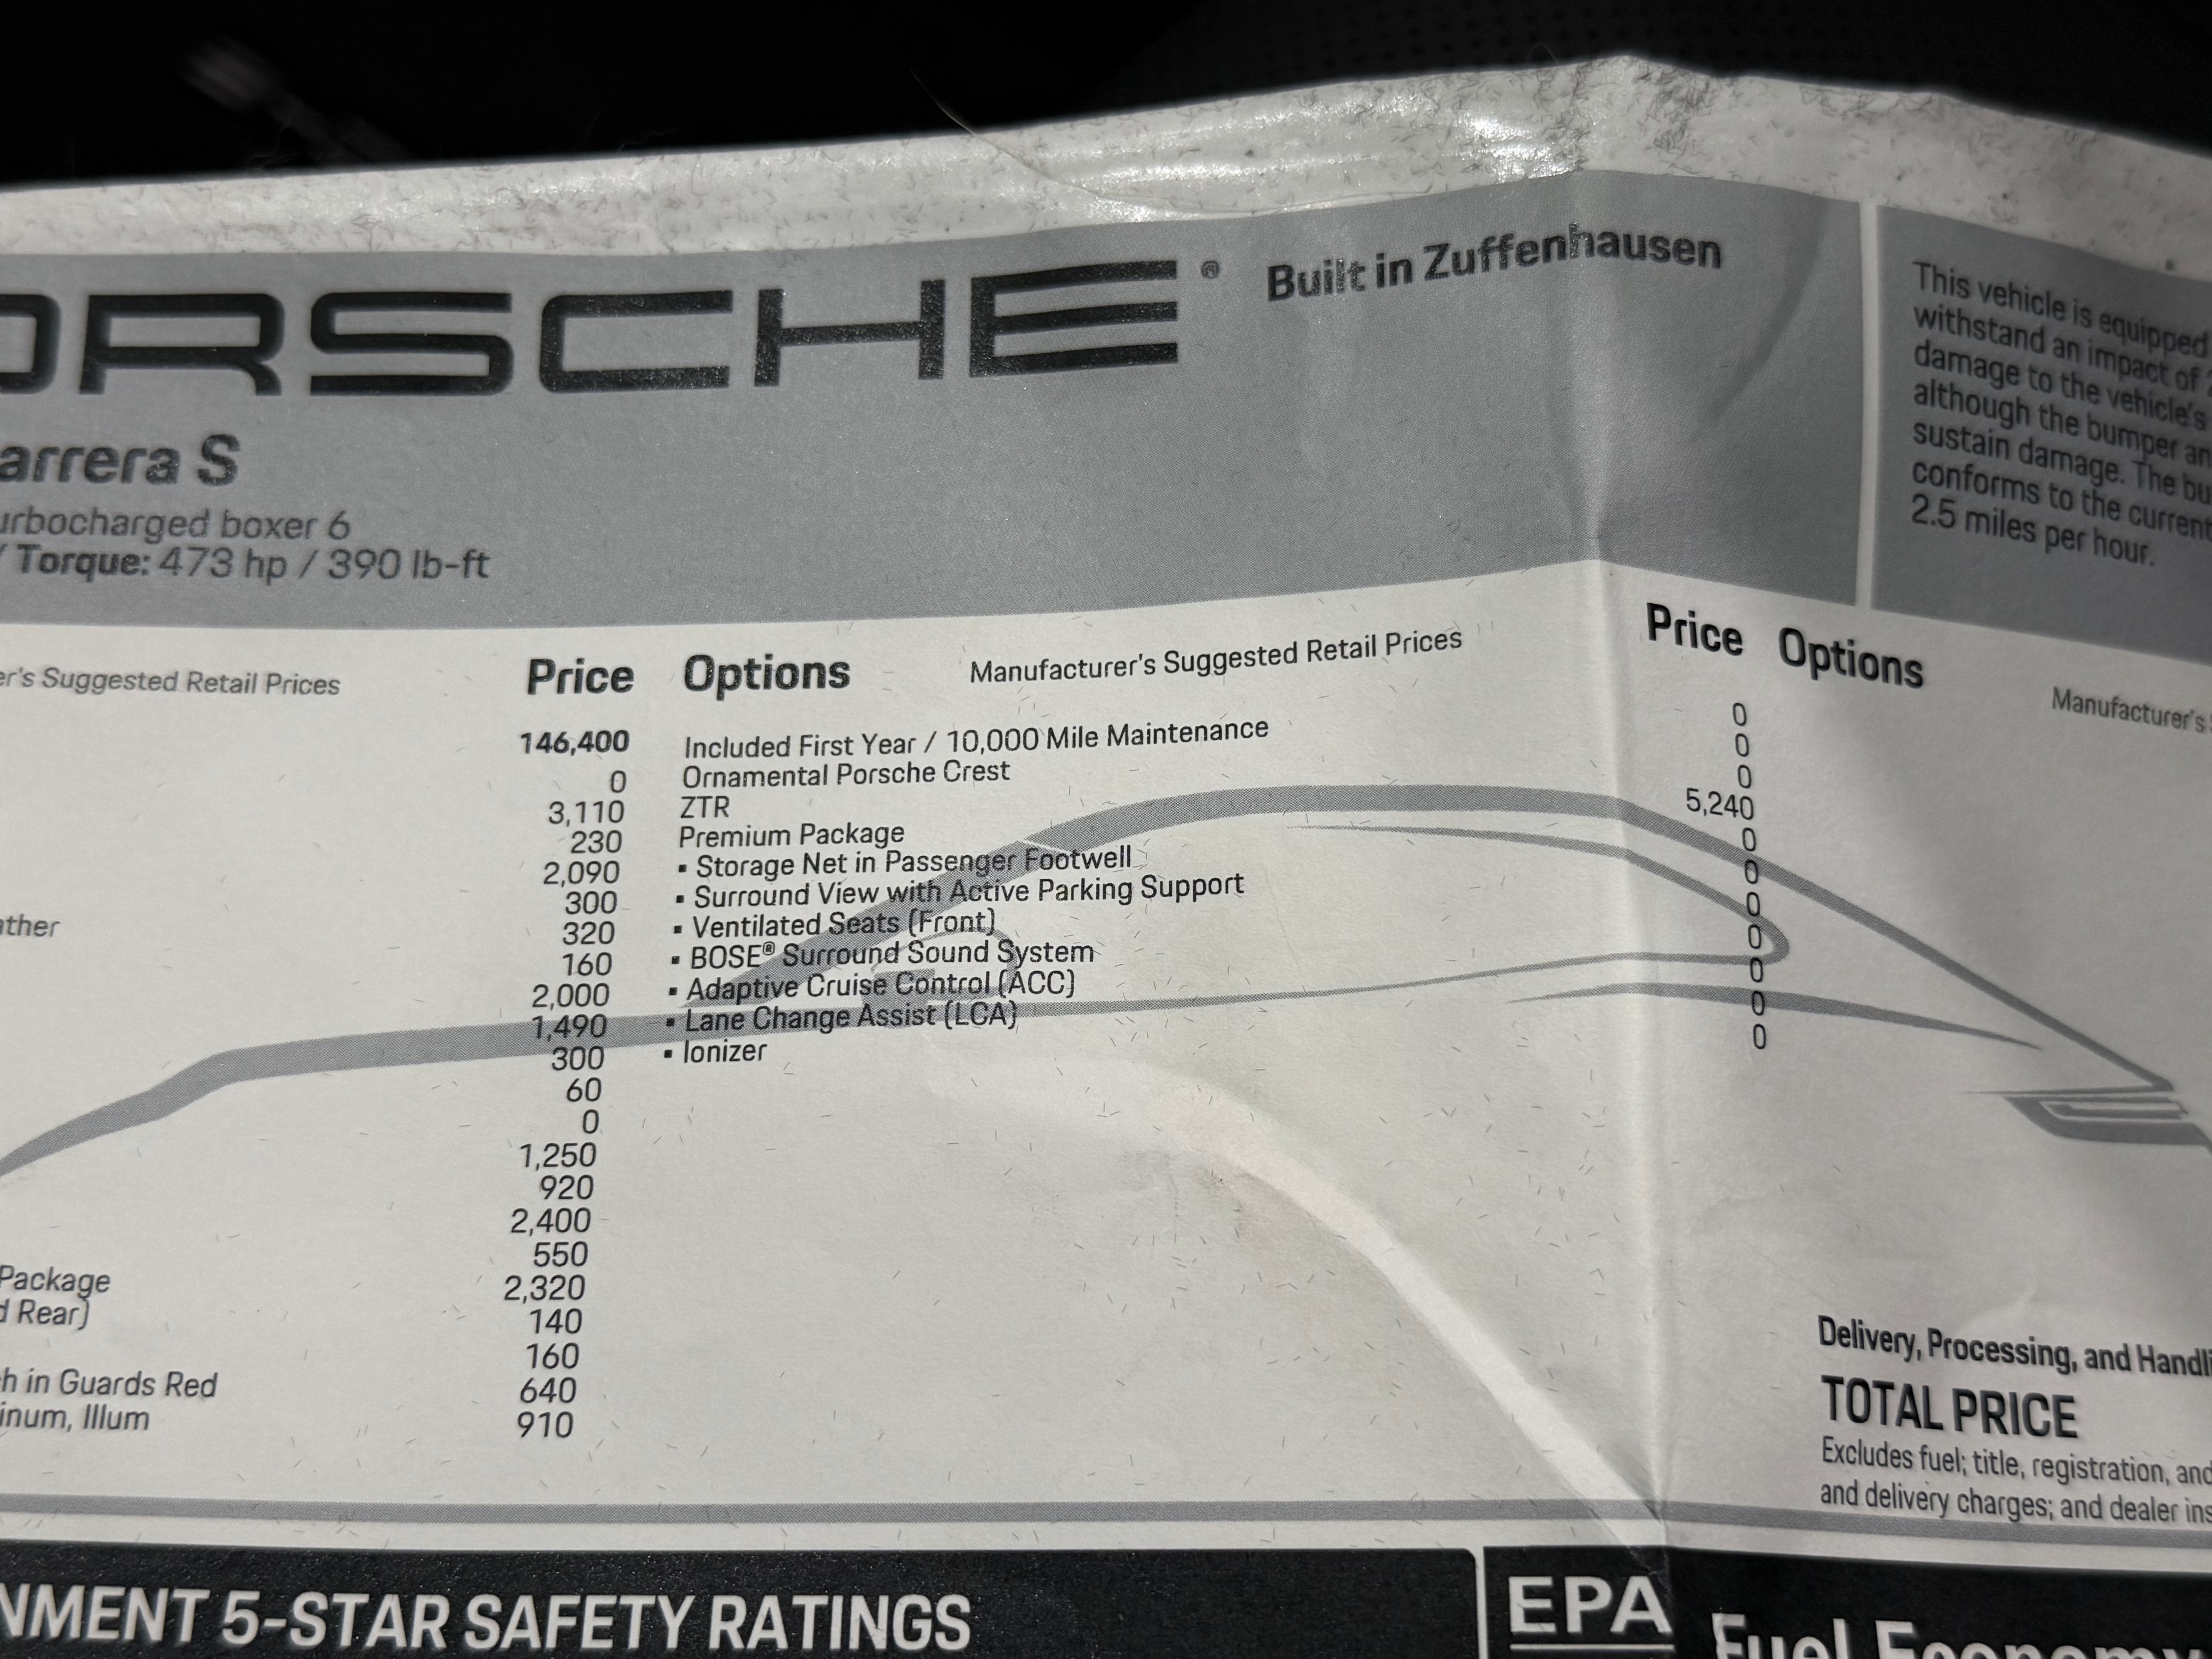 ORSCHE® Built in Zuffenhausen
arrera S
urbocharged boxer 6
/ Torque: 473 hp / 390 lb-ft
This vehicle is equipped
withstand an impact of
damage to the vehicle's
although the bumper an
sustain damage. The bu
conforms to the current
2.5 miles per hour.
er's Suggested Retail Prices Price
146,400
0
3,110
230
2,090
300
ather 320
160
2,000
1,490
300
60
0
1,250
920
2,400
550
Package 2,320
d Rear) 140
160
h in Guards Red 640
inum, Illum 910
Options Manufacturer's Suggested Retail Prices Price
Included First Year / 10,000 Mile Maintenance 0
Ornamental Porsche Crest 0
ZTR 0
Premium Package 5,240
▪ Storage Net in Passenger Footwell 0
▪ Surround View with Active Parking Support 0
▪ Ventilated Seats (Front) 0
▪ BOSE® Surround Sound System 0
▪ Adaptive Cruise Control (ACC) 0
▪ Lane Change Assist (LCA) 0
▪ Ionizer 0
Options Manufacturer's
Delivery, Processing, and Handli
TOTAL PRICE
Excludes fuel; title, registration, and
and delivery charges; and dealer ins
NMENT 5-STAR SAFETY RATINGS
EPA Fuel Economy